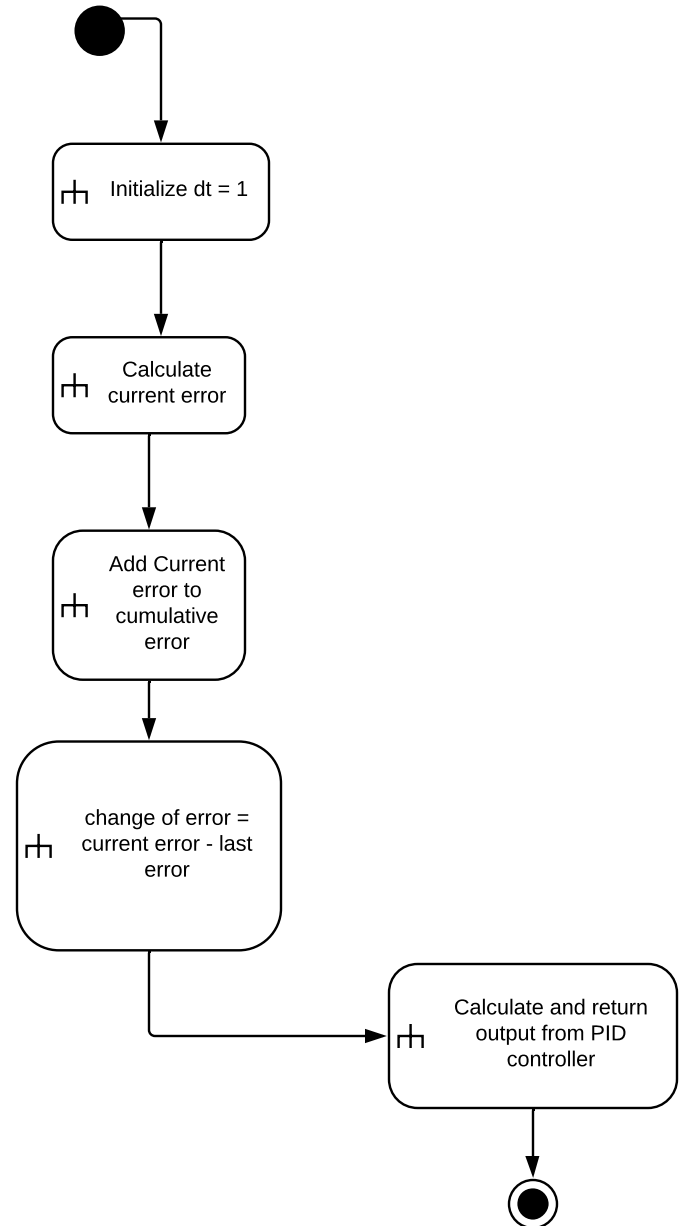 Initialize dt = 1
Calculate
current error
Add Current
error to
cumulative
error
change of error =
current error - last
error
Calculate and return
output from PID
controller